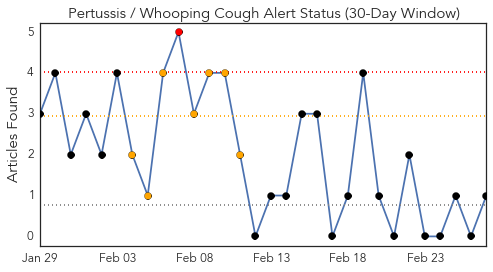 Pertussis / Whooping Cough Alert Status (30-Day Window)
Articles Found
5
4
3
2
1
0
Jan 29 Feb 03 Feb 08 Feb 13 Feb 18 Feb 23